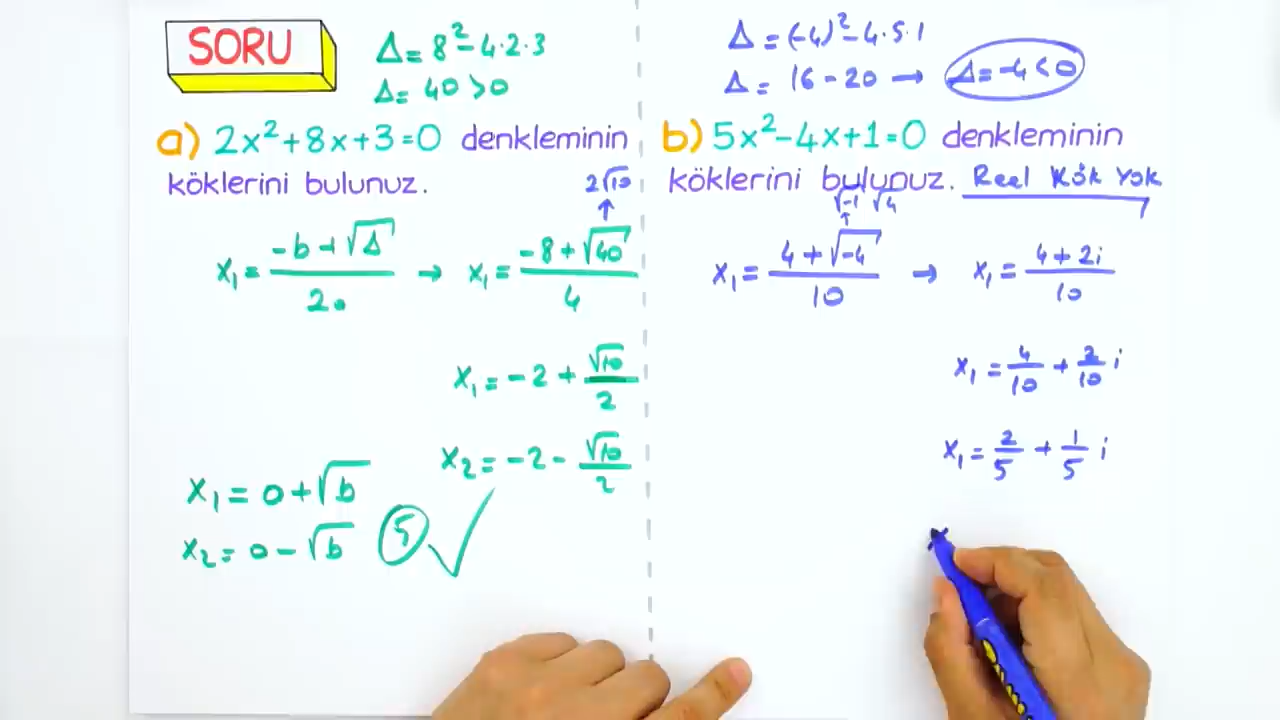 SORU
Δ = 8² - 4·2·3
Δ = 40 > 0
a) 2x²+8x+3=0 denkleminin
köklerini bulunuz.
2√10
↑
x₁ = (-b+√Δ)/2a → x₁ = (-8+√40)/4
x₁ = -2 + √10/2
x₂ = -2 - √10/2
x₁ = a+√b
x₂ = a-√b
5 ✓
Δ = (-4)² - 4·5·1
Δ = 16 - 20 → Δ = -4 < 0
b) 5x²-4x+1=0 denkleminin
köklerini bulunuz. Reel Kök Yok
√-1 √4
↑
x₁ = (4+√-4)/10 → x₁ = (4+2i)/10
x₁ = 4/10 + 2/10 i
x₁ = 2/5 + 1/5 i
x